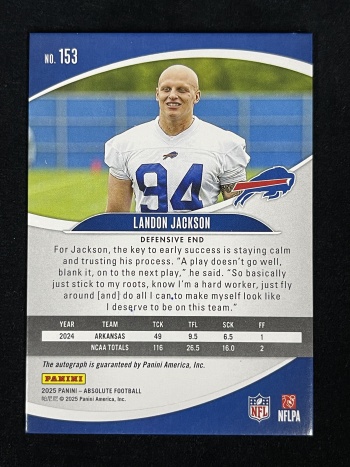 NO. 153
94
LANDON JACKSON
DEFENSIVE END
For Jackson, the key to early success is staying calm
and trusting his process. “A play doesn't go well,
blank it, on to the next play,” he said. “So basically
just stick to my roots, know I'm a hard worker, just fly
around [and] do all I can to make myself look like
I deserve to be on this team.”
YEAR TEAM TCK TFL SCK FF
2024 ARKANSAS 49 9.5 6.5 1
NCAA TOTALS 116 26.5 16.0 2
The autograph is guaranteed by Panini America, Inc.
PANINI
2025 PANINI – ABSOLUTE FOOTBALL
帕尼尼 © 2025 Panini America, Inc.
NFL
NFLPA